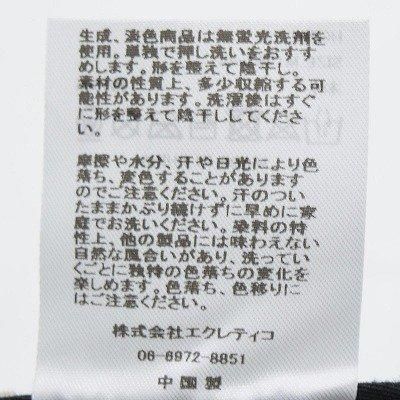 生成、淡色商品は無蛍光洗剤を
使用。単独で押し洗いをおすす
めします。形を整えて陰干し。
素材の性質上、多少収縮する可
能性があります。洗濯後はすぐ
に形を整えて陰干ししてくださ
い。
摩擦や水分、汗や日光により色
落ち、変色することがあります
のでご注意ください。汗のつい
たままかぶり続けずに早めに家
庭でお洗いください。染料の特
性上、他の製品には味わえない
自然な風合いがあり、洗ってい
くごとに独特の色落ちの変化を
楽しめます。色落ち、色移りに
はご注意ください。
株式会社エクレティコ
06-6972-8851
中国製